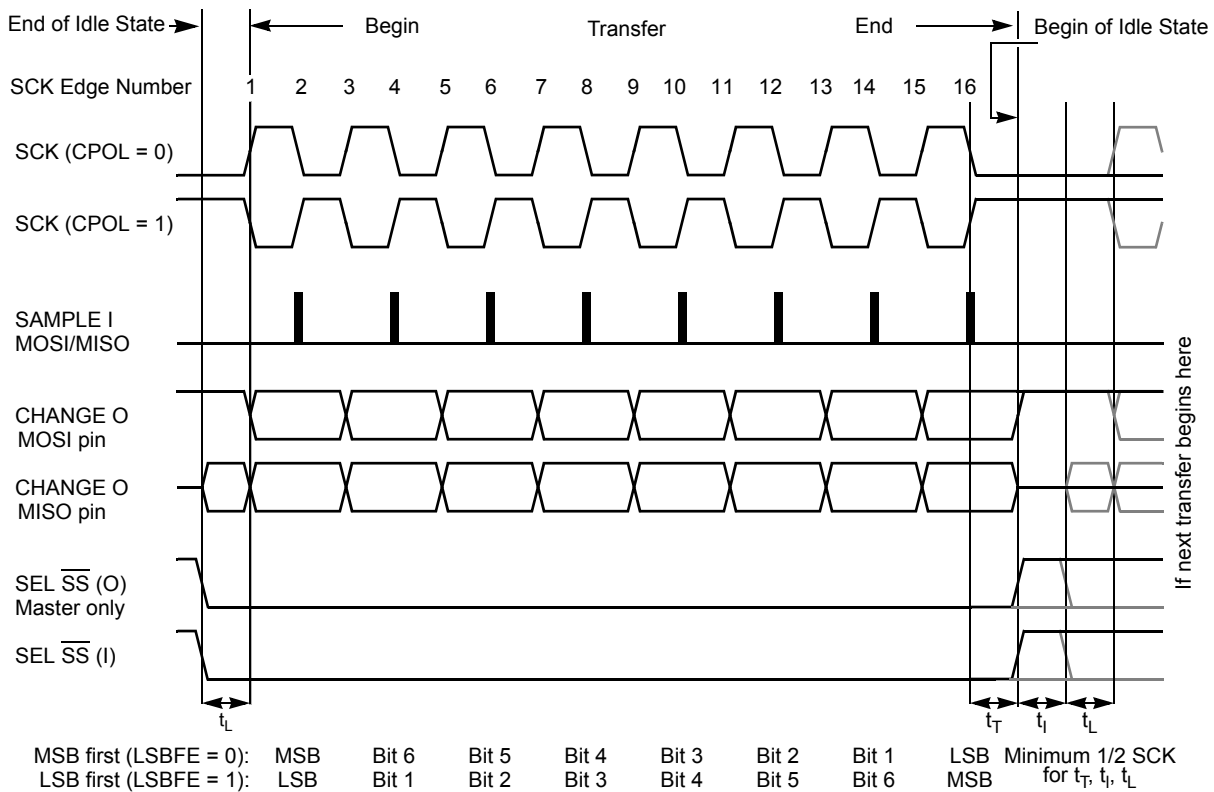 End of Idle State Begin Transfer End Begin of Idle State
SCK Edge Number 1 2 3 4 5 6 7 8 9 10 11 12 13 14 15 16
SCK (CPOL = 0)
SCK (CPOL = 1)
SAMPLE I
MOSI/MISO
CHANGE O
MOSI pin
CHANGE O
MISO pin
SEL SS (O)
Master only
SEL SS (I)
If next transfer begins here
tL tT tI tL
MSB first (LSBFE = 0): MSB Bit 6 Bit 5 Bit 4 Bit 3 Bit 2 Bit 1 LSB Minimum 1/2 SCK
LSB first (LSBFE = 1): LSB Bit 1 Bit 2 Bit 3 Bit 4 Bit 5 Bit 6 MSB for tT, tI, tL